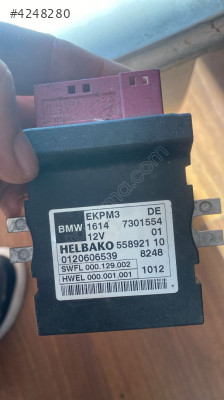 #4248280
EKPM3 DE
BMW 1614 7301554
12V 01
HELBAKO 558921 10
0120606539 8248
SWFL 000.129.002
HWEL 000.001.001 1012